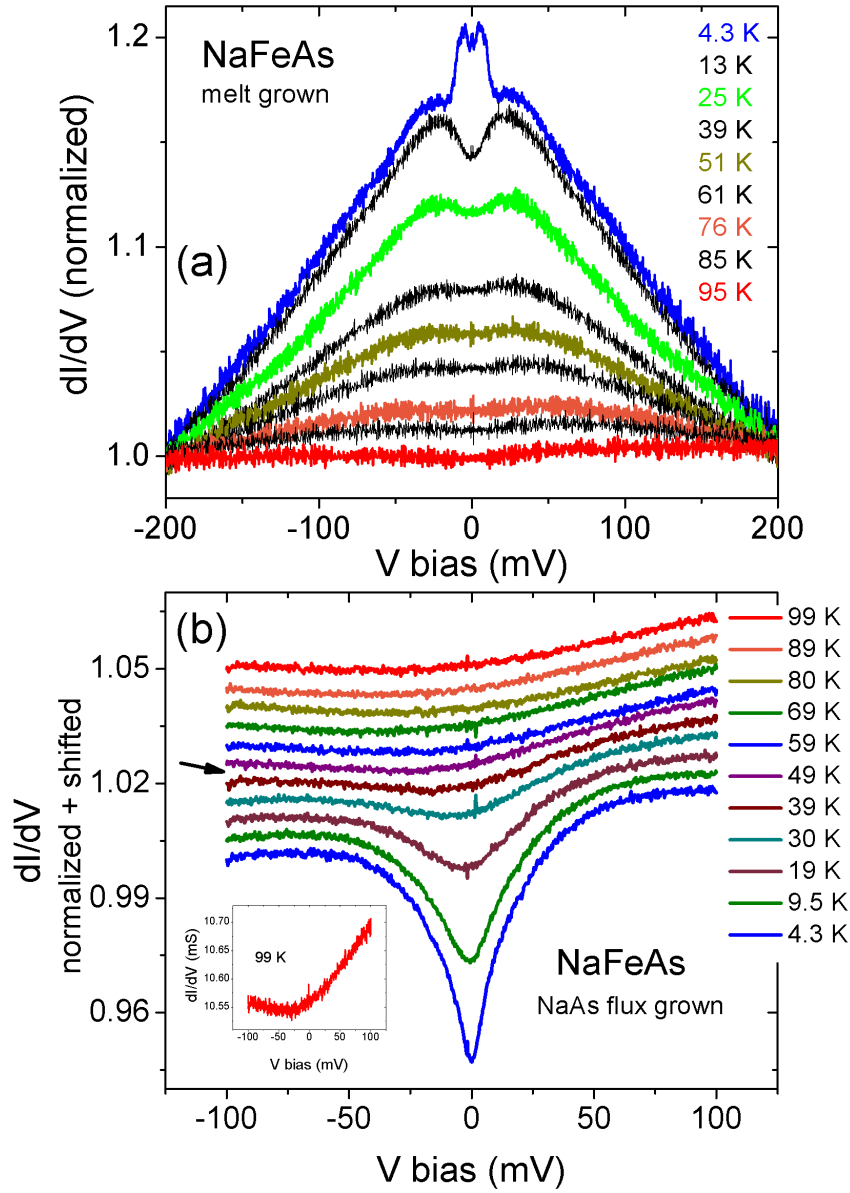 1.2
NaFeAs
melt grown
4.3 K
13 K
25 K
39 K
51 K
61 K
76 K
85 K
95 K
1.1
(a)
dI/dV (normalized)
1.0
-200
-100
0
100
200
V bias (mV)
(b)
99 K
89 K
80 K
69 K
59 K
49 K
39 K
30 K
19 K
9.5 K
4.3 K
1.05
1.02
0.99
0.96
dI/dV
normalized + shifted
10.70
10.65
10.60
10.55
dI/dV (mS)
99 K
-100
-50
0
50
100
V bias (mV)
NaFeAs
NaAs flux grown
-100
-50
0
50
100
V bias (mV)